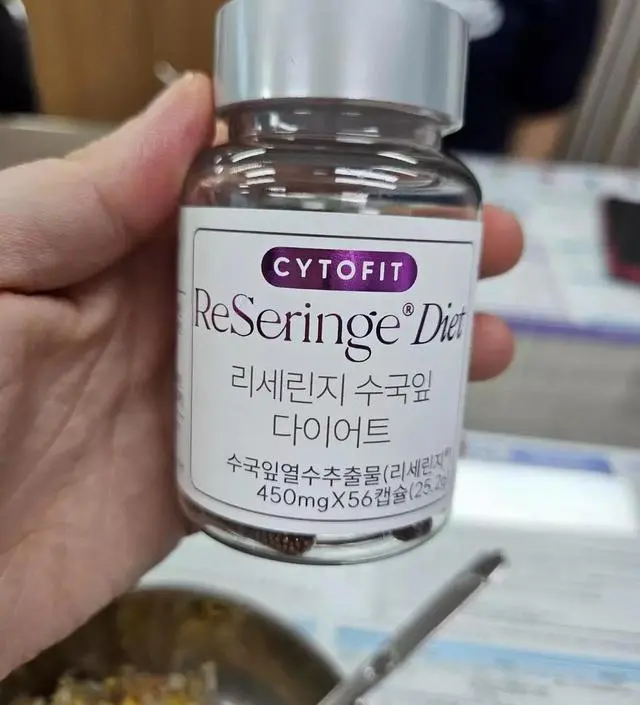 CYTOFIT
ReSeringe® Diet
리세린지 수국잎
다이어트
수국잎열수추출물(리세린지
450mgX56캡슐(25.2g